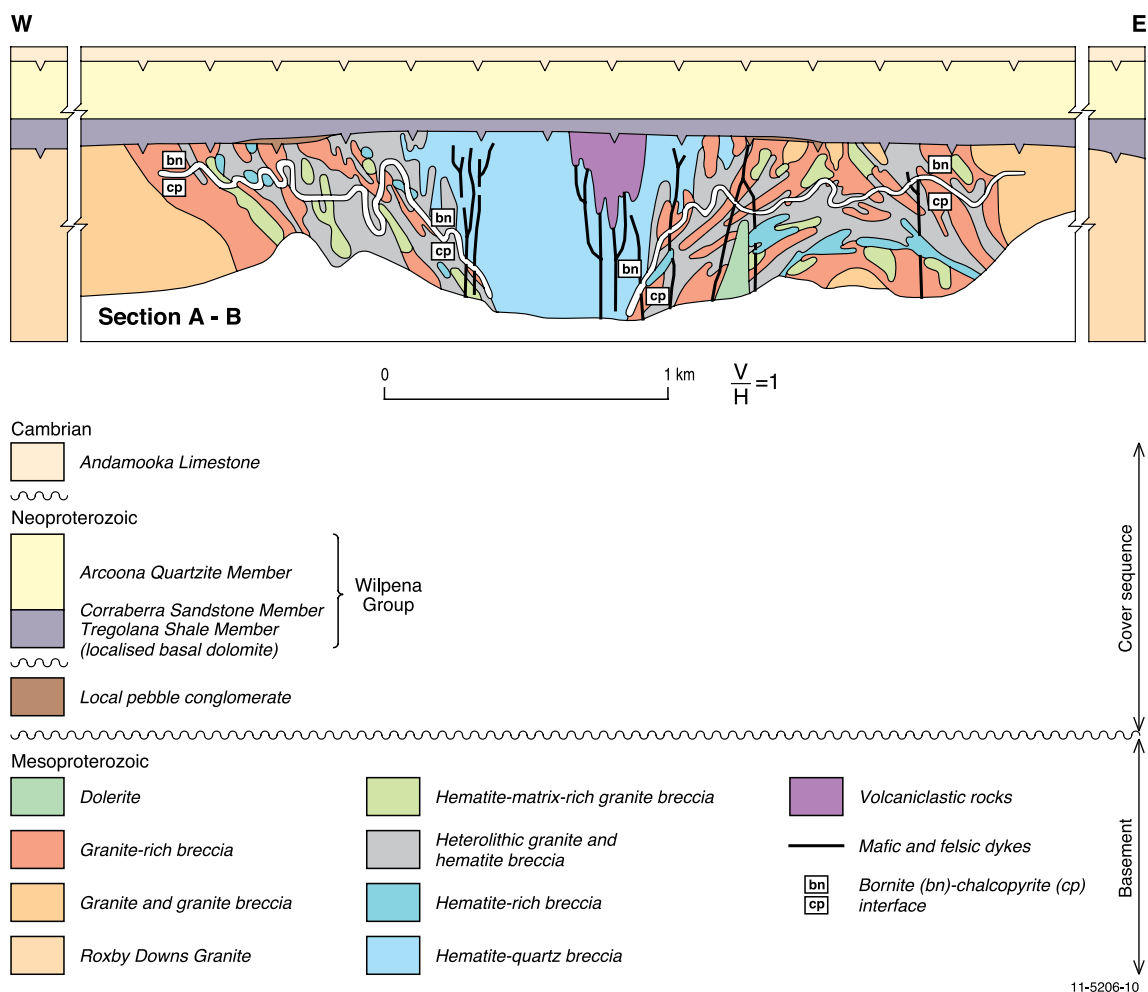 W
E
bn
cp
bn
cp
bn
cp
bn
cp
Section A - B
0
1 km
V
H
=1
Cambrian
Andamooka Limestone
Neoproterozoic
Arcoona Quartzite Member
Corraberra Sandstone Member
Tregolana Shale Member
(localised basal dolomite)
Wilpena
Group
Local pebble conglomerate
Cover sequence
Mesoproterozoic
Dolerite
Granite-rich breccia
Granite and granite breccia
Roxby Downs Granite
Hematite-matrix-rich granite breccia
Heterolithic granite and
hematite breccia
Hematite-rich breccia
Hematite-quartz breccia
Volcaniclastic rocks
Mafic and felsic dykes
bn
cp
Bornite (bn)-chalcopyrite (cp)
interface
Basement
11-5206-10